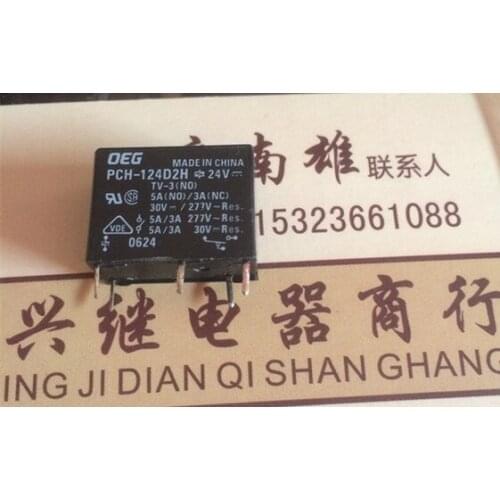 OEG
MADE IN CHINA
PCH-124D2H 24V
TV-3(NO)
5A(NO)/3A(NC)
30V⎓/277V~Res.
5A/3A 277V~Res.
5A/3A 30V⎓Res.
VDE
0624
南雄
联系人
15323661088
兴继电器商行
ING JI DIAN QI SHAN GHANG